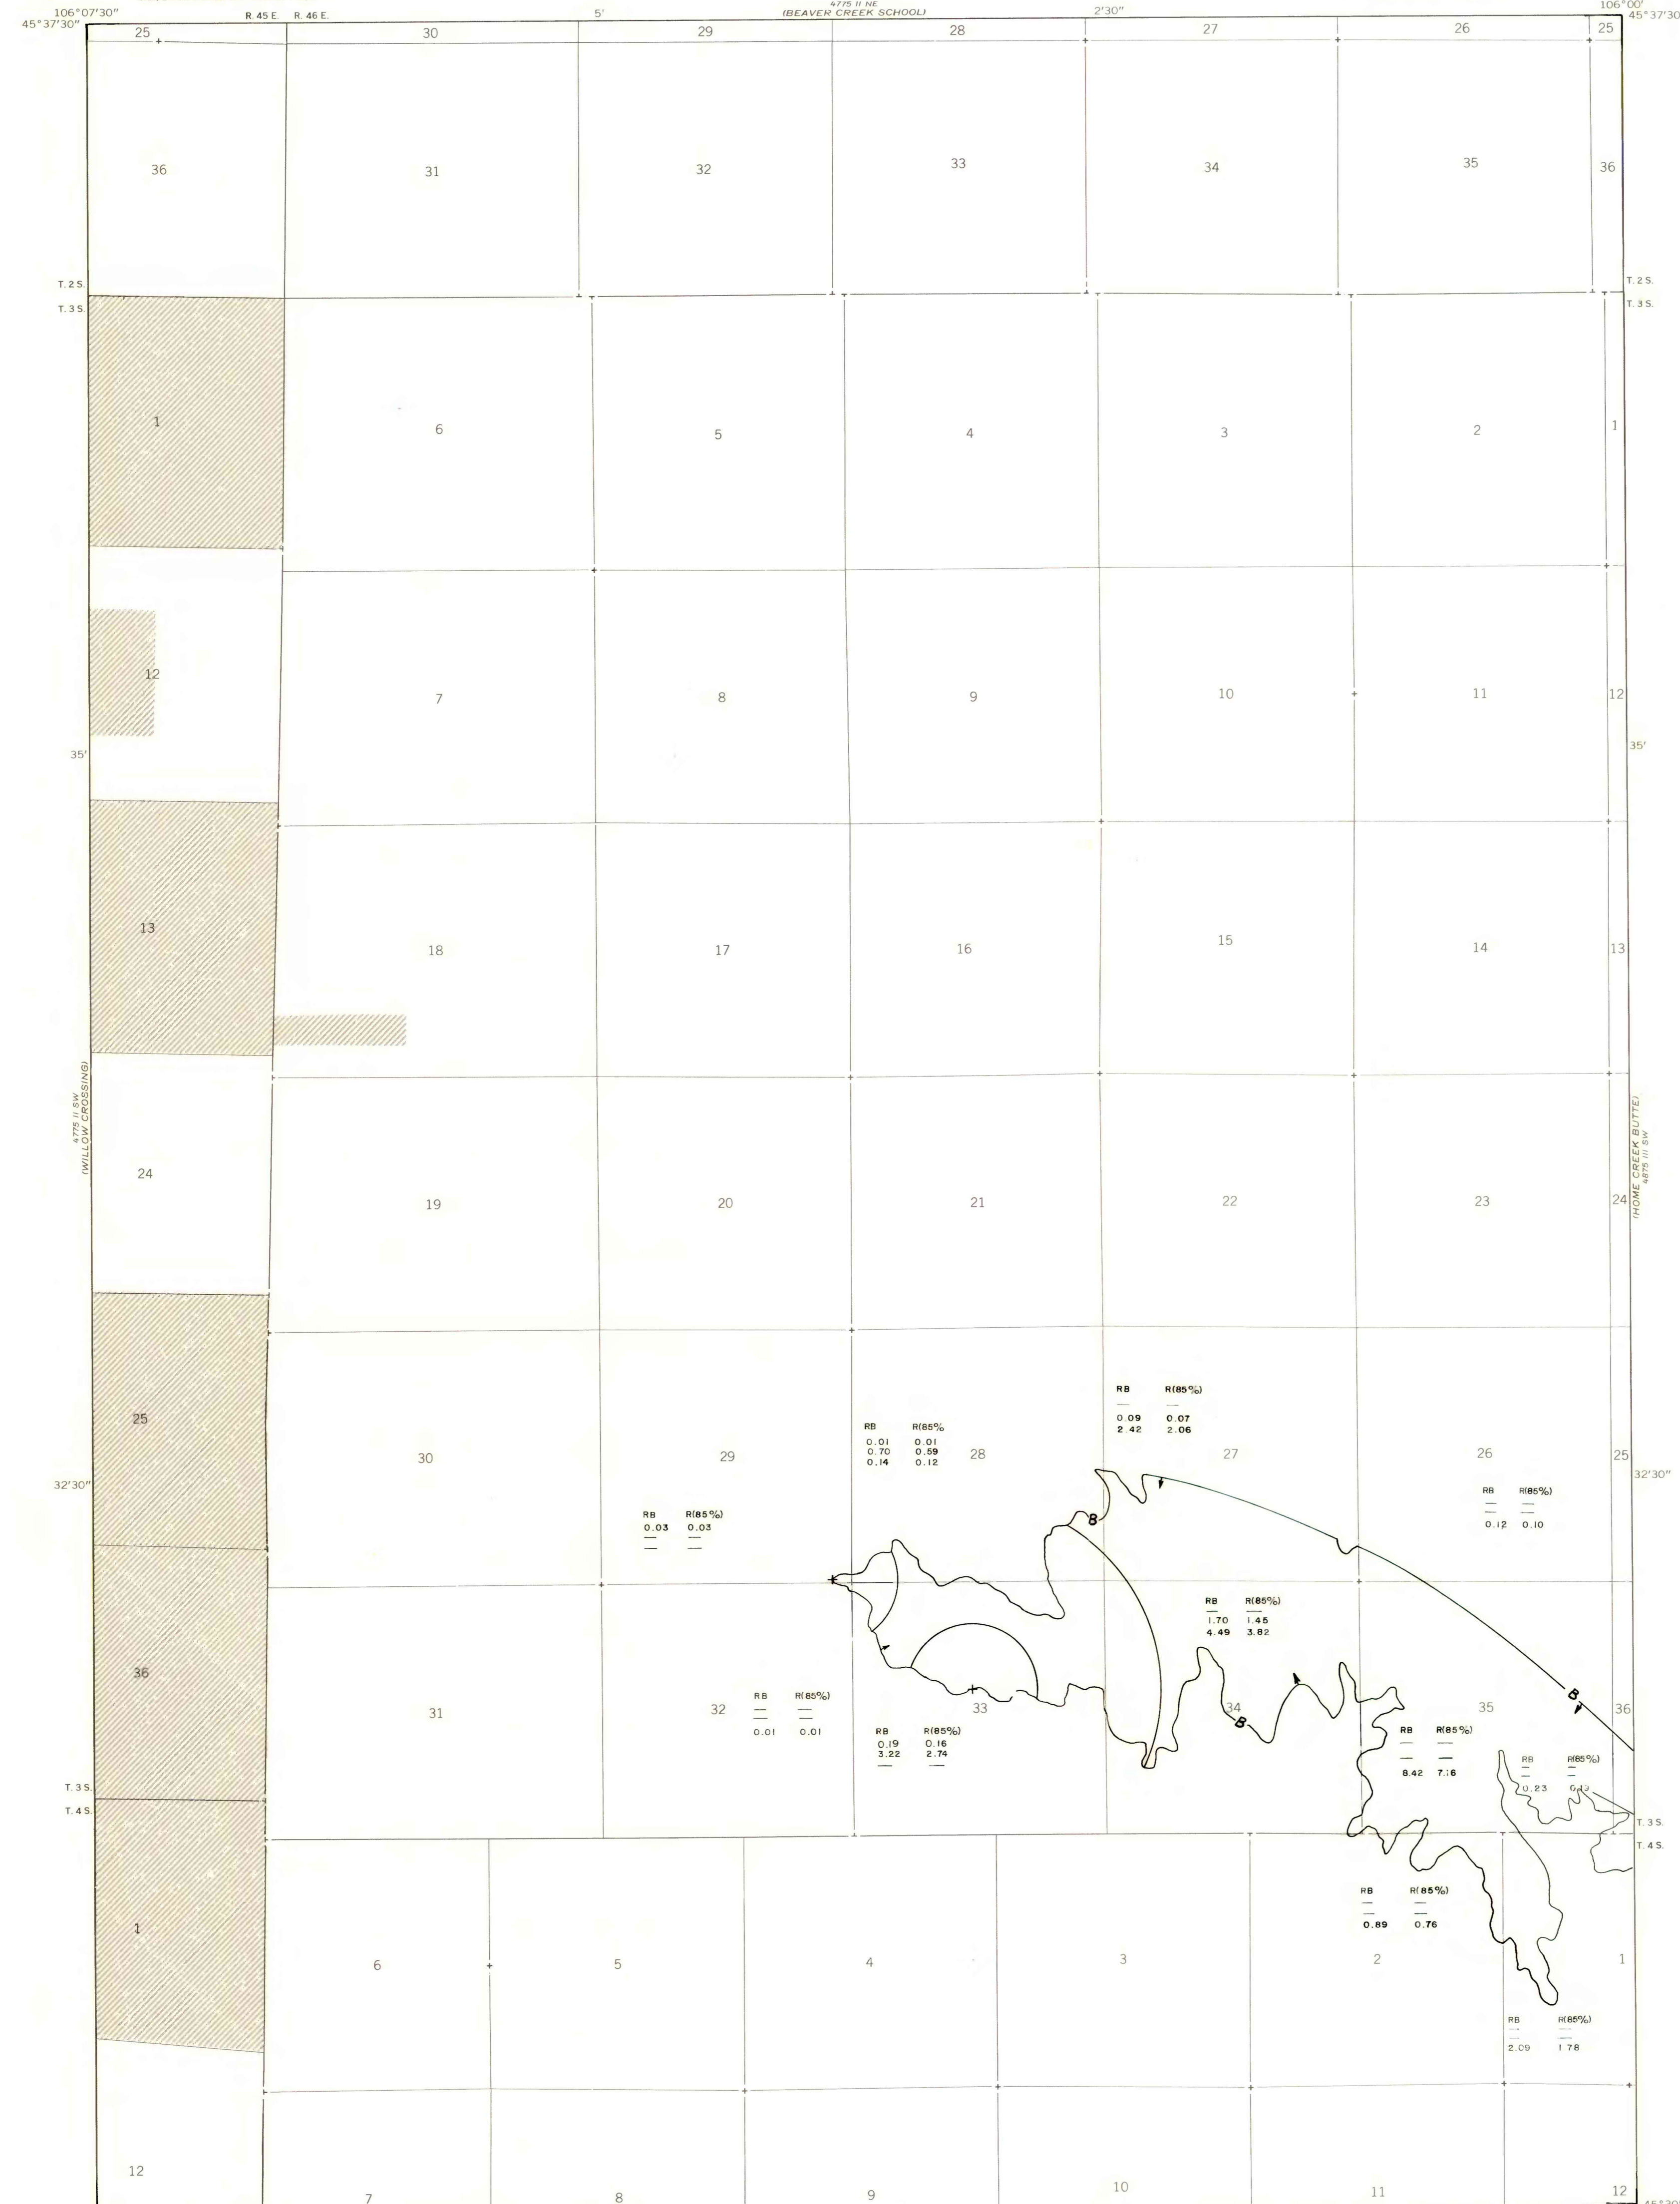 4775 II NE
106°07'30" R. 45 E. R. 46 E. 5' (BEAVER CREEK SCHOOL) 2'30" 106°00'
45°37'30" 45°37'30"
25 30 29 28 27 26 25
36 31 32 33 34 35 36
T. 2 S. T. 2 S.
T. 3 S. T. 3 S.
1 6 5 4 3 2 1
12 7 8 9 10 11 12
35' 35'
13 18 17 16 15 14 13
4775 II SW
(WILLOW CROSSING)
(HOME CREEK BUTTE)
4875 III SW
24 19 20 21 22 23 24
RB R(85%)
— —
0.09 0.07
2.42 2.06
RB R(85%
0.01 0.01
0.70 0.59
0.14 0.12
25 30 29 28 27 26 25
32'30" 32'30"
RB R(85%)
— —
— —
0.12 0.10
RB R(85%)
0.03 0.03
— —
— —
B
RB R(85%)
— —
1.70 1.45
4.49 3.82
B
36 31 32 33 34 35 36
B
RB R(85%)
— —
— —
0.01 0.01
RB R(85%)
0.19 0.16
3.22 2.74
— —
RB R(85%)
— —
— —
8.42 7.16
RB R(85%)
— —
— —
0.23
T. 3 S. T. 3 S.
T. 4 S. T. 4 S.
RB R(85%)
— —
— —
0.89 0.76
1 6 5 4 3 2 1
RB R(85%)
— —
— —
2.09 1.78
12 7 8 9 10 11 12